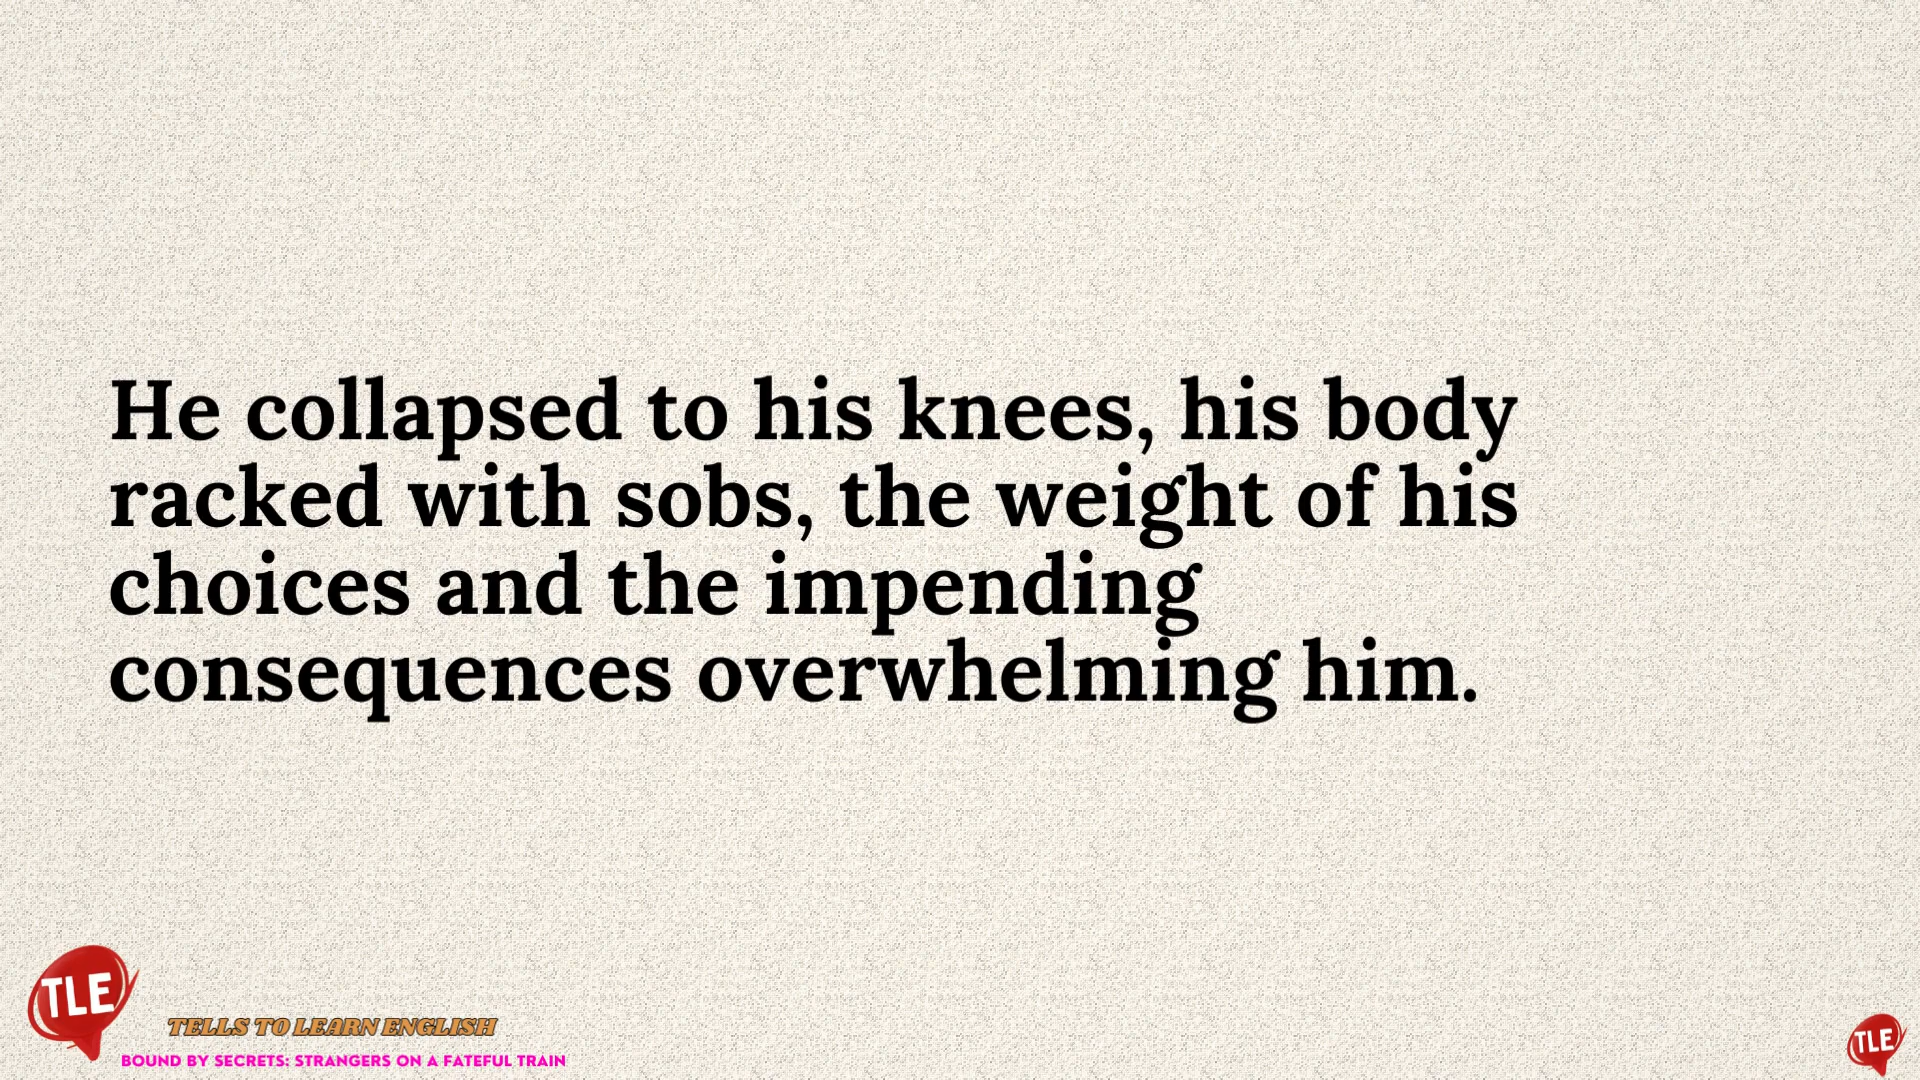 He collapsed to his knees, his body
racked with sobs, the weight of his
choices and the impending
consequences overwhelming him.
TLE
TELLS TO LEARN ENGLISH
BOUND BY SECRETS: STRANGERS ON A FATEFUL TRAIN
TLE